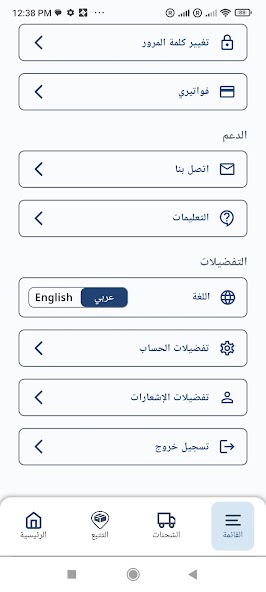 12:38 PM
تغيير كلمة المرور
فواتيري
الدعم
اتصل بنا
التعليمات
التفضيلات
اللغة
عربي
English
تفضيلات الحساب
تفضيلات الإشعارات
تسجيل خروج
القائمة
الشحنات
التتبع
الرئيسية